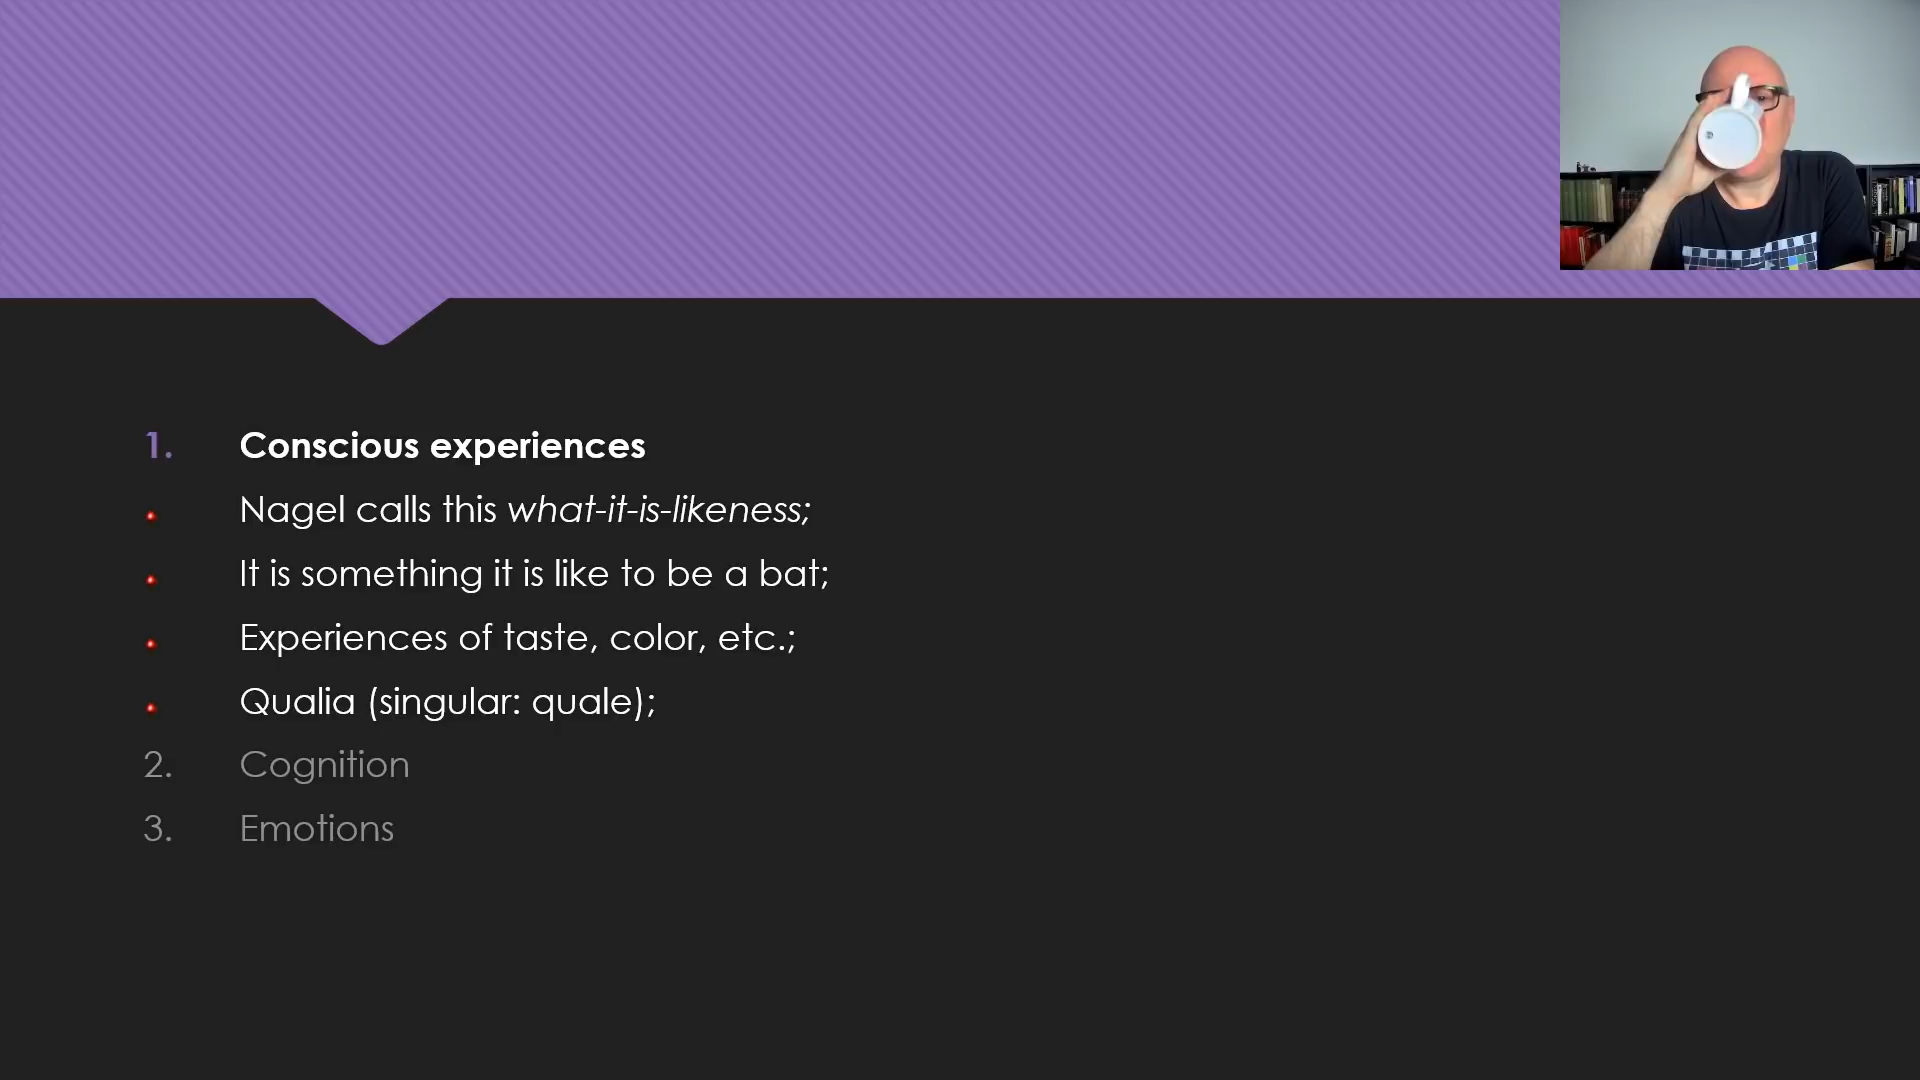 1. Conscious experiences
Nagel calls this what-it-is-likeness;
It is something it is like to be a bat;
Experiences of taste, color, etc.;
Qualia (singular: quale);
2. Cognition
3. Emotions